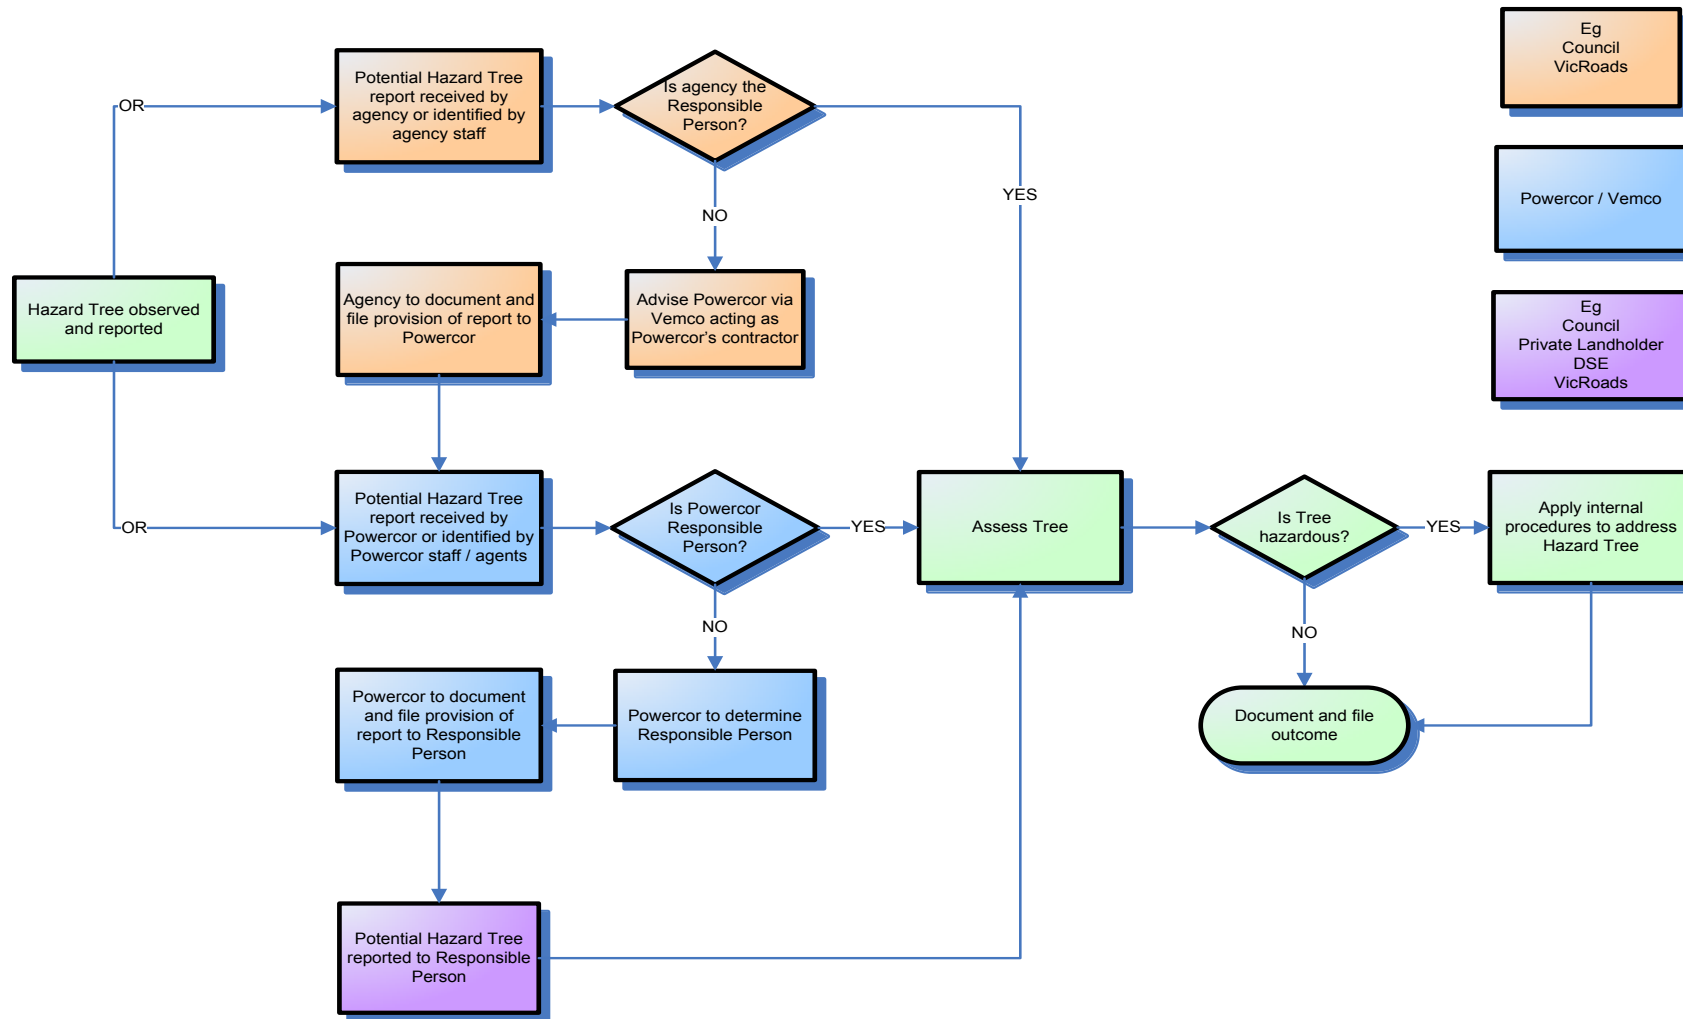 Eg
Council
VicRoads
Potential Hazard Tree
report received by
agency or identified by
agency staff
Is agency the
Responsible
Person?
OR
YES
Powercor / Vemco
NO
Hazard Tree observed
and reported
Agency to document and
file provision of report to
Powercor
Advise Powercor via
Vemco acting as
Powercor's contractor
Eg
Council
Private Landholder
DSE
VicRoads
OR
Potential Hazard Tree
report received by
Powercor or identified by
Powercor staff / agents
Is Powercor
Responsible
Person?
YES
Assess Tree
Is Tree
hazardous?
YES
Apply internal
procedures to address
Hazard Tree
NO
NO
Powercor to document
and file provision of
report to Responsible
Person
Powercor to determine
Responsible Person
Document and file
outcome
Potential Hazard Tree
reported to Responsible
Person